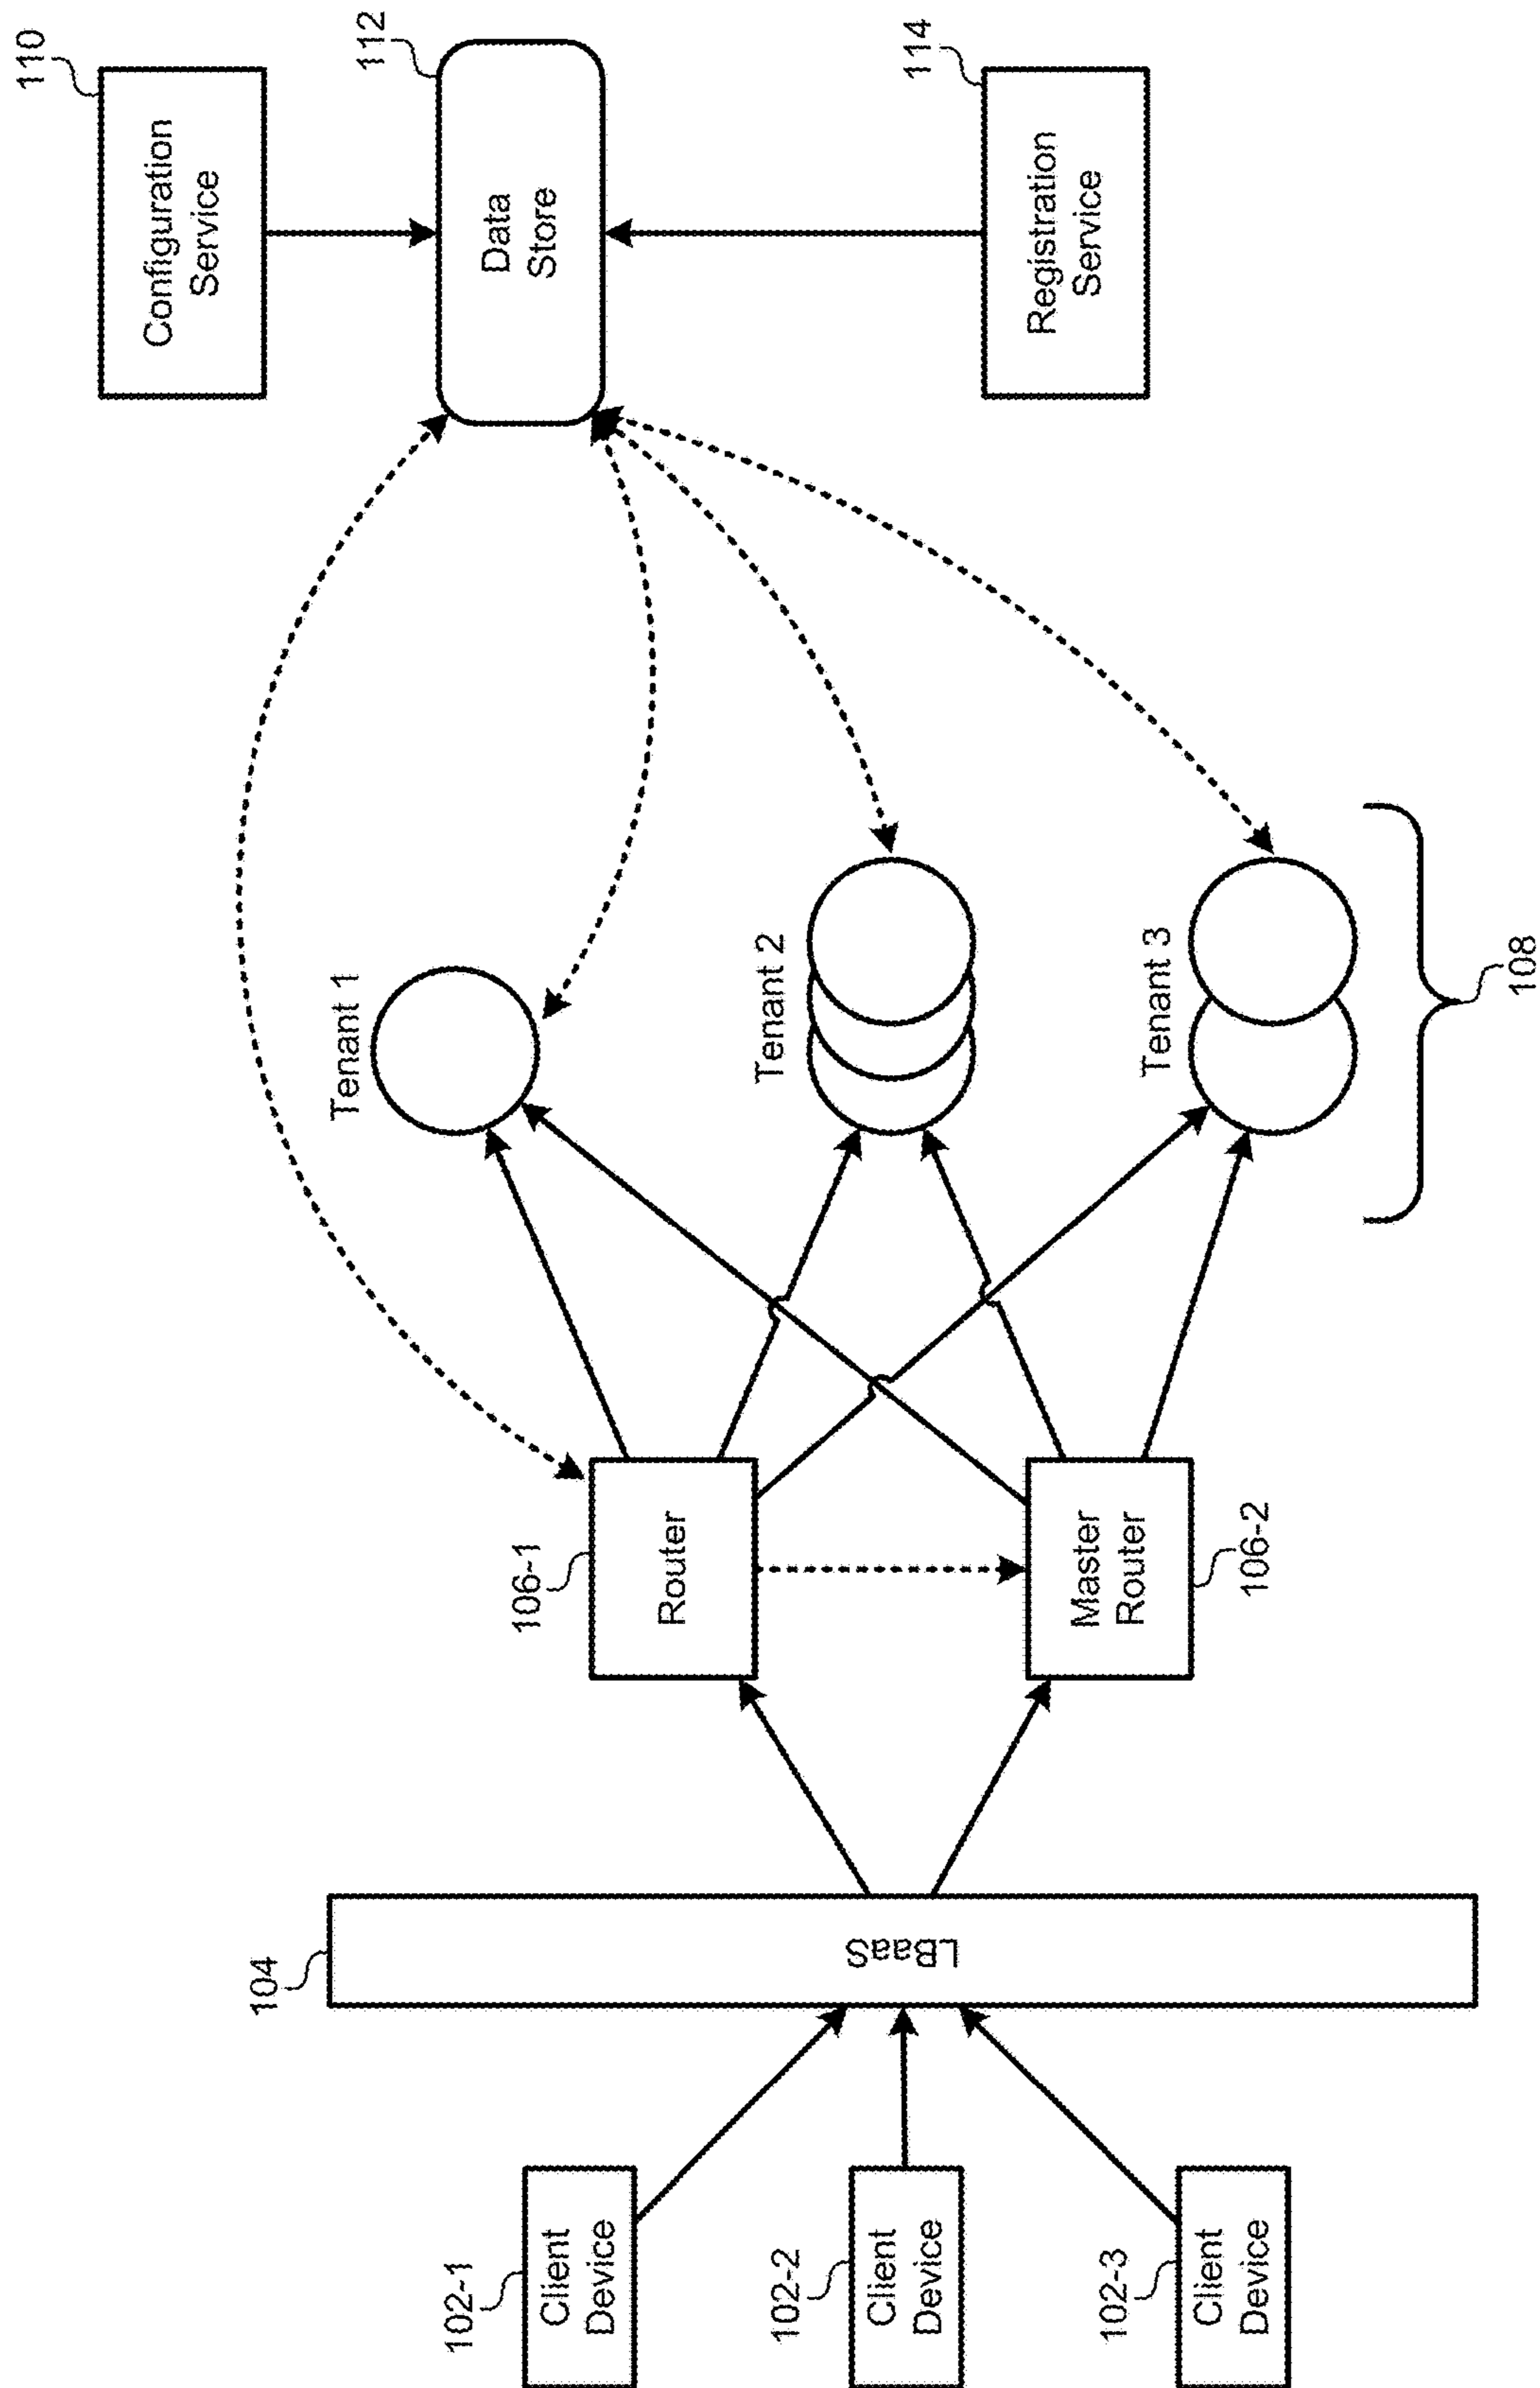 102-1
Client
Device
102-2
Client
Device
102-3
Client
Device
104
LBaaS
106-1
Router
Master
Router
106-2
Tenant 1
Tenant 2
Tenant 3
108
110
Configuration
Service
112
Data
Store
114
Registration
Service